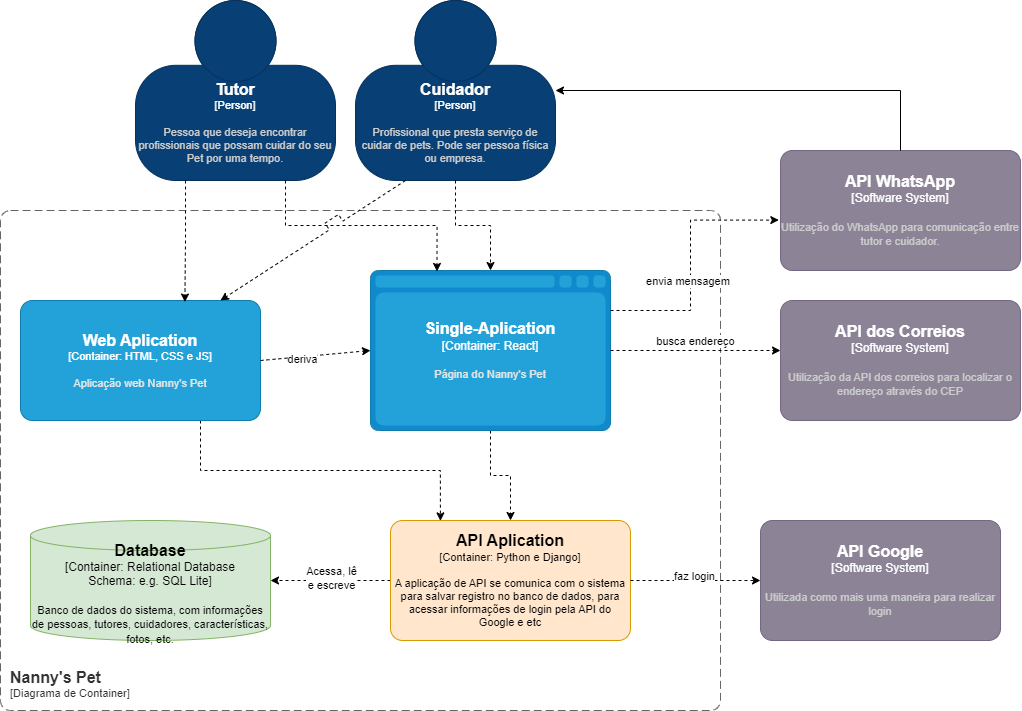 Tutor
[Person]
Pessoa que deseja encontrar
profissionais que possam cuidar do seu
Pet por uma tempo.
Cuidador
[Person]
Profissional que presta serviço de
cuidar de pets. Pode ser pessoa física
ou empresa.
API WhatsApp
[Software System]
Utilização do WhatsApp para comunicação entre
tutor e cuidador.
envia mensagem
Web Aplication
[Container: HTML, CSS e JS]
Aplicação web Nanny's Pet
deriva
Single-Aplication
[Container: React]
Página do Nanny's Pet
busca endereço
API dos Correios
[Software System]
Utilização da API dos correios para localizar o
endereço através do CEP
Database
[Container: Relational Database
Schema: e.g. SQL Lite]
Banco de dados do sistema, com informações
de pessoas, tutores, cuidadores, características,
fotos, etc.
Acessa, lê
e escreve
API Aplication
[Container: Python e Django]
A aplicação de API se comunica com o sistema
para salvar registro no banco de dados, para
acessar informações de login pela API do
Google e etc
faz login
API Google
[Software System]
Utilizada como mais uma maneira para realizar
login
Nanny's Pet
[Diagrama de Container]